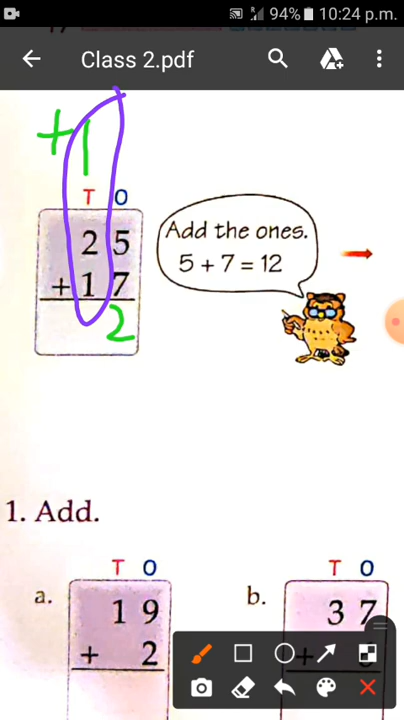 94% 10:24 p.m.
Class 2.pdf
+1
T O
2 5
+ 1 7
2
Add the ones.
5 + 7 = 12
1. Add.
a.
T O
1 9
+ 2
b.
T O
3 7
+